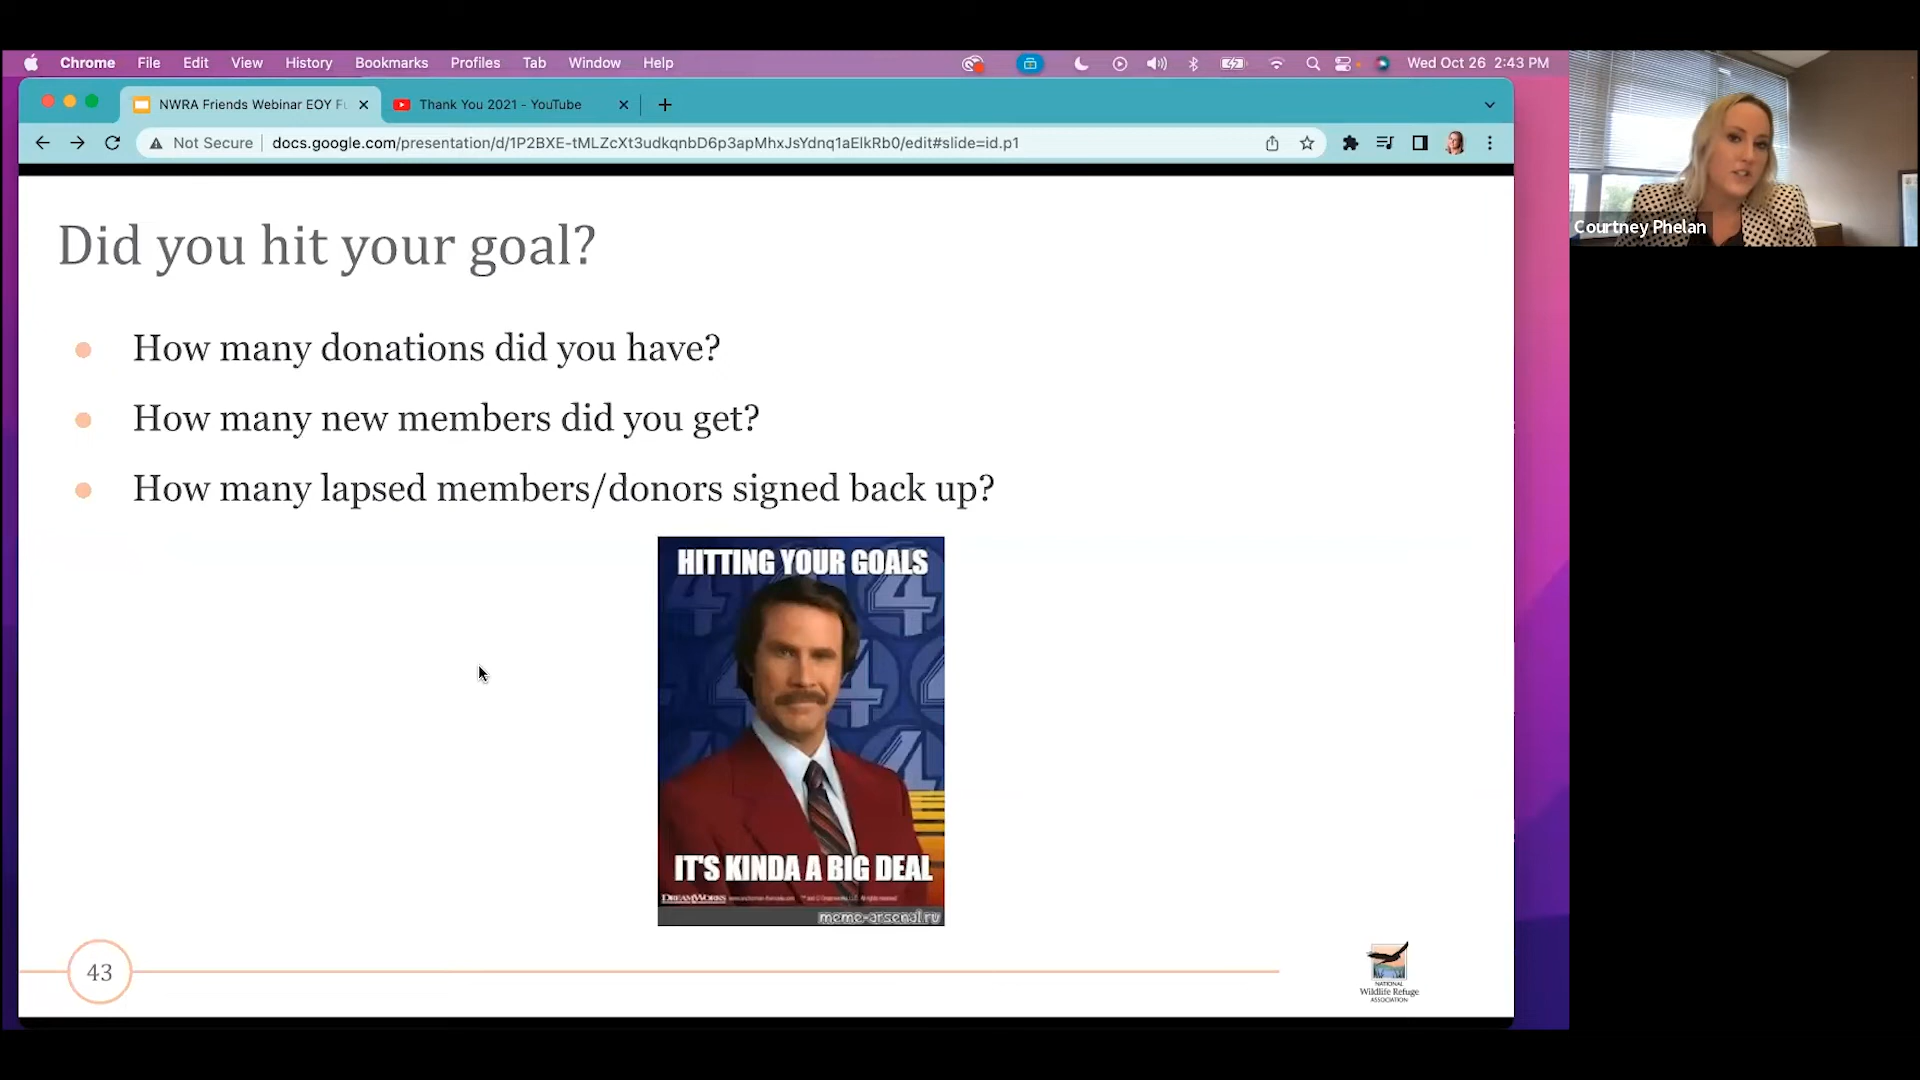 Chrome File Edit View History Bookmarks Profiles Tab Window Help Wed Oct 26 2:43 PM
NWRA Friends Webinar EOY Fu Thank You 2021 - YouTube
Not Secure docs.google.com/presentation/d/1P2BXE-tMLZcXt3udkqnbD6p3apMhxJsYdnq1aElkRb0/edit#slide=id.p1
Courtney Phelan
Did you hit your goal?
How many donations did you have?
How many new members did you get?
How many lapsed members/donors signed back up?
HITTING YOUR GOALS
4
IT'S KINDA A BIG DEAL
DREAMWORKS
meme-arsenal.ru
43
NATIONAL
Wildlife Refuge
ASSOCIATION